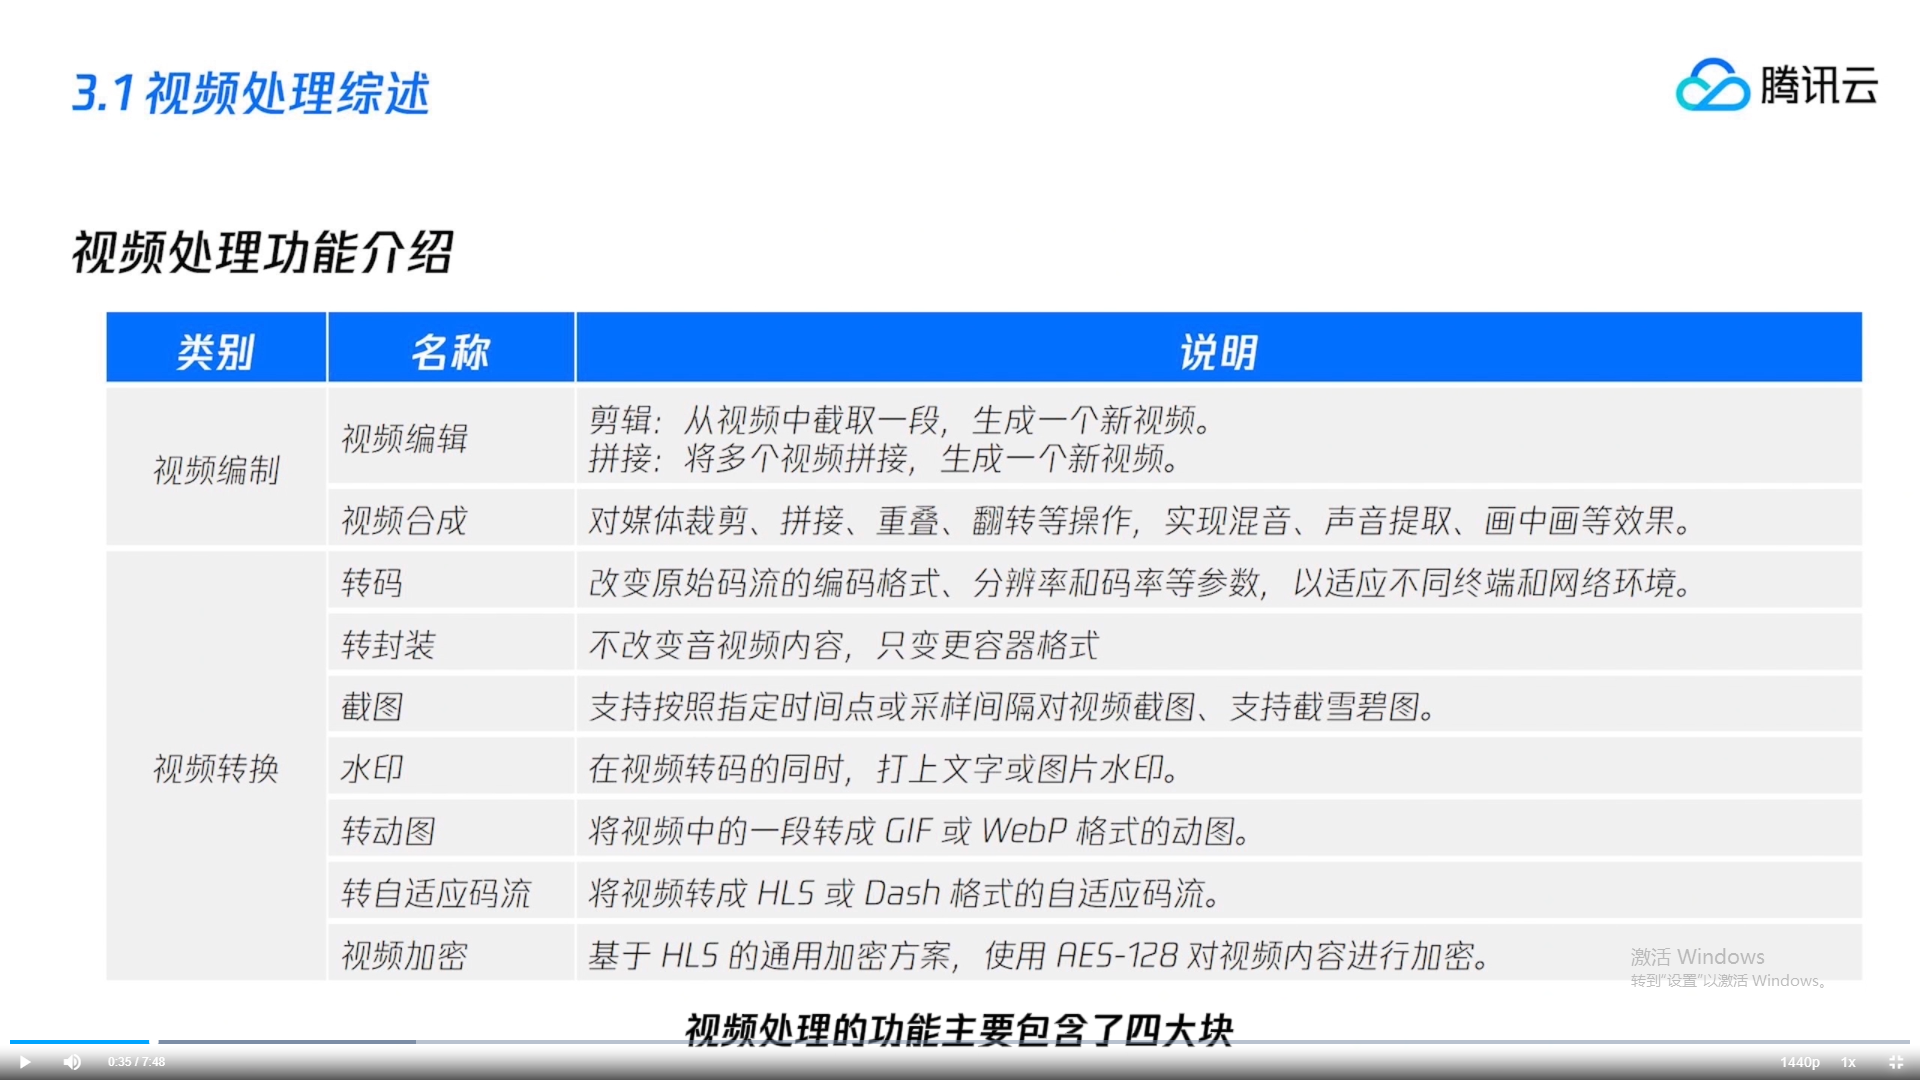 3.1 视频处理综述
腾讯云
视频处理功能介绍
类别 名称 说明
视频编制
视频编辑
剪辑：从视频中截取一段，生成一个新视频。
拼接：将多个视频拼接，生成一个新视频。
视频合成 对媒体裁剪、拼接、重叠、翻转等操作，实现混音、声音提取、画中画等效果。
视频转换
转码 改变原始码流的编码格式、分辨率和码率等参数，以适应不同终端和网络环境。
转封装 不改变音视频内容，只变更容器格式
截图 支持按照指定时间点或采样间隔对视频截图、支持截雪碧图。
水印 在视频转码的同时，打上文字或图片水印。
转动图 将视频中的一段转成 GIF 或 WebP 格式的动图。
转自适应码流 将视频转成 HLS 或 Dash 格式的自适应码流。
视频加密 基于 HLS 的通用加密方案，使用 AES-128 对视频内容进行加密。
激活 Windows
转到“设置”以激活 Windows。
视频处理的功能主要包含了四大块
0:35 / 7:48 1440p 1x